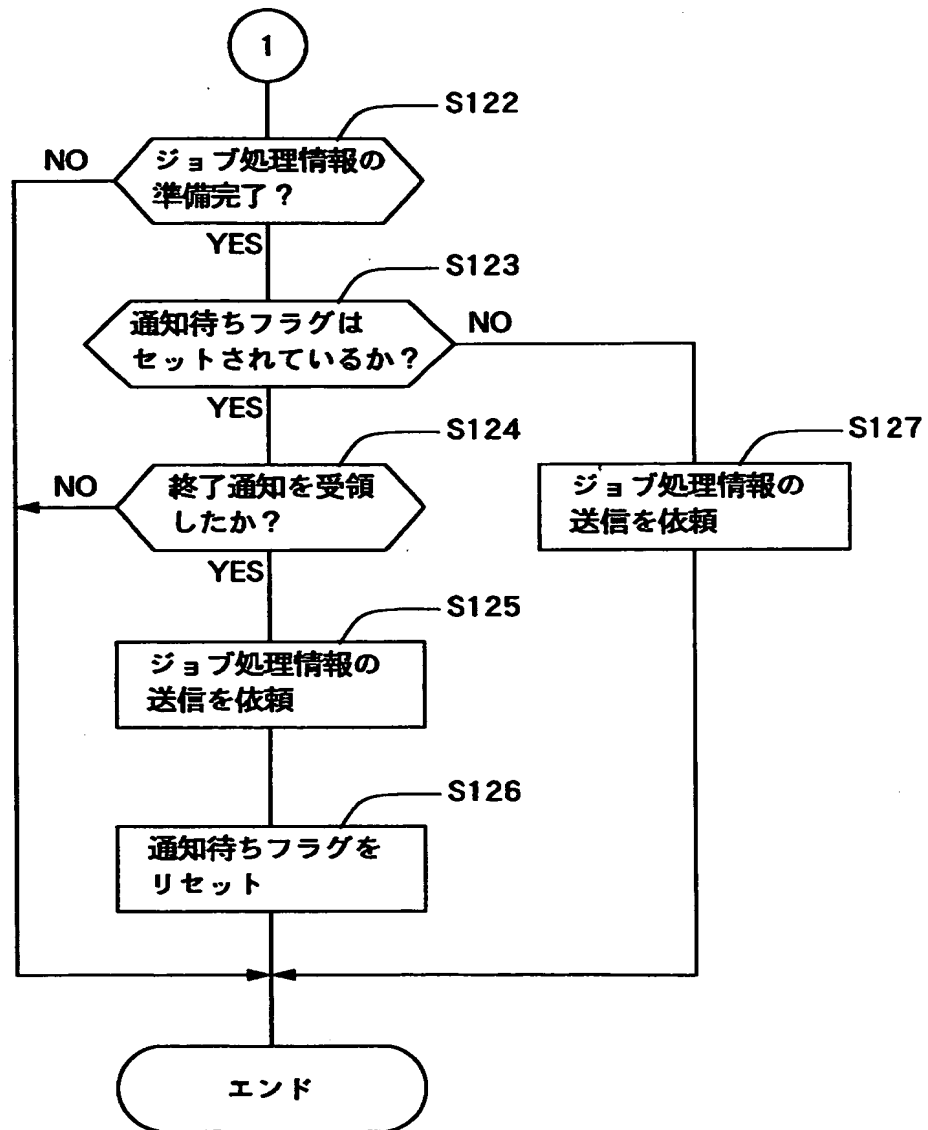 1
S122
NO
ジョブ処理情報の
準備完了？
YES
S123
通知待ちフラグは
セットされているか？
NO
YES
S124
NO
終了通知を受領
したか？
YES
S127
ジョブ処理情報の
送信を依頼
S125
ジョブ処理情報の
送信を依頼
S126
通知待ちフラグを
リセット
エンド